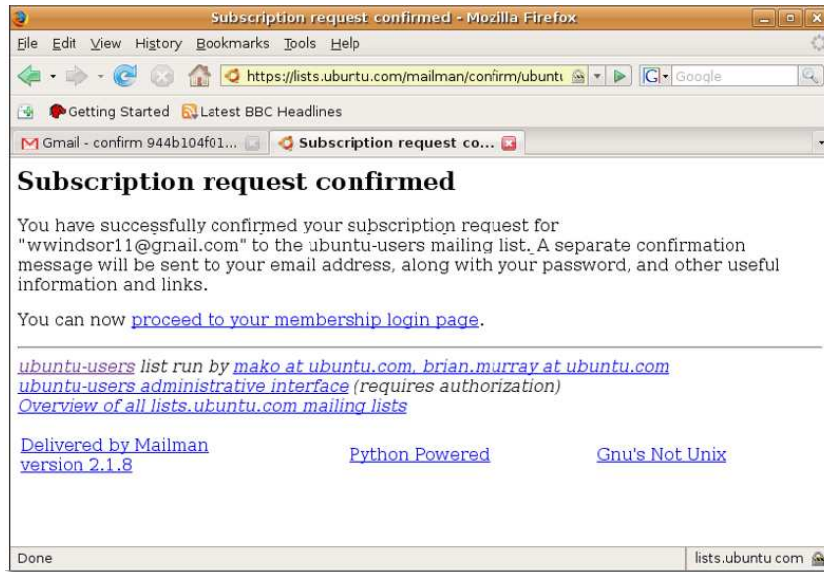 Subscription request confirmed - Mozilla Firefox
File Edit View History Bookmarks Tools Help
https://lists.ubuntu.com/mailman/confirm/ubuntu
G Google
Getting Started Latest BBC Headlines
Gmail - confirm 944b104f01... Subscription request co...
Subscription request confirmed
You have successfully confirmed your subscription request for
"wwindsor11@gmail.com" to the ubuntu-users mailing list. A separate confirmation
message will be sent to your email address, along with your password, and other useful
information and links.
You can now proceed to your membership login page.
ubuntu-users list run by mako at ubuntu.com, brian.murray at ubuntu.com
ubuntu-users administrative interface (requires authorization)
Overview of all lists.ubuntu.com mailing lists
Delivered by Mailman
version 2.1.8
Python Powered
Gnu's Not Unix
Done
lists.ubuntu.com